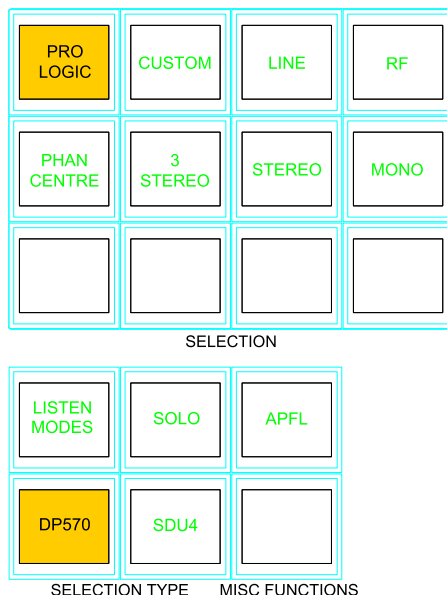 PRO
LOGIC
CUSTOM
LINE
RF
PHAN
CENTRE
3
STEREO
STEREO
MONO
SELECTION
LISTEN
MODES
SOLO
APFL
DP570
SDU4
SELECTION TYPE
MISC FUNCTIONS